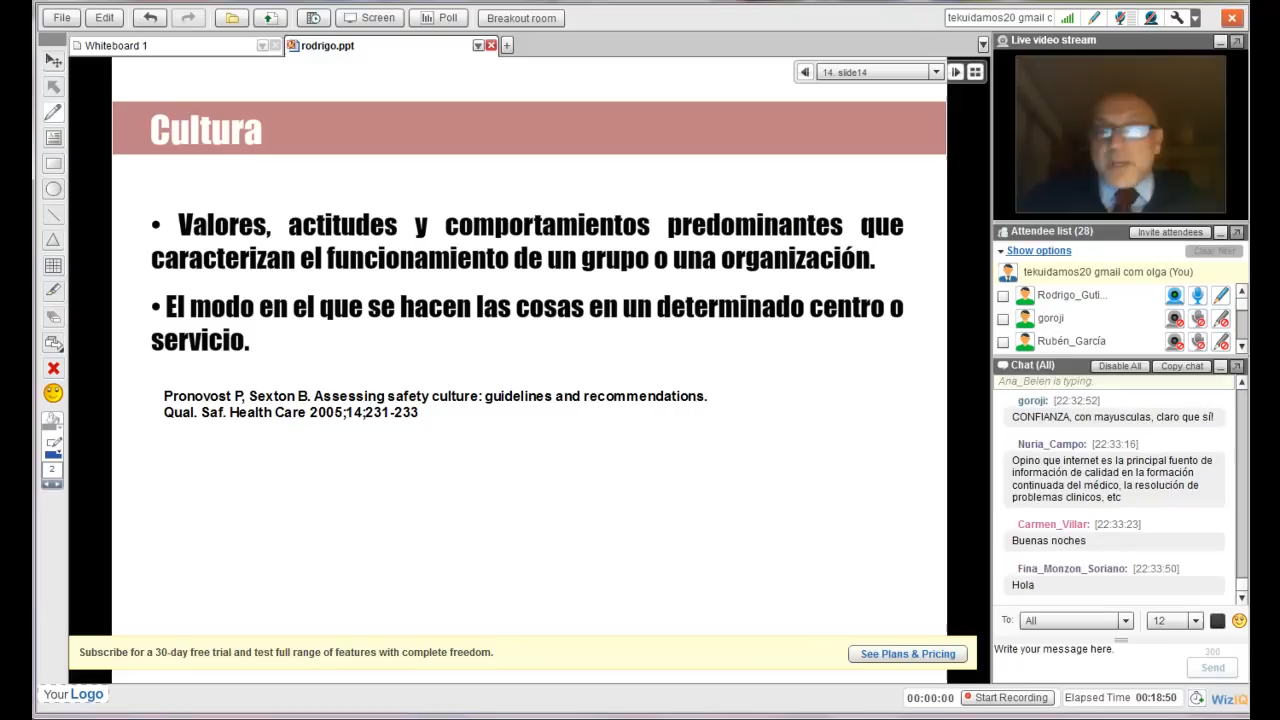 File
Edit
Screen
Poll
Breakout room
tekuidamos20 gmail c
Whiteboard 1
rodrigo.ppt
14. slide14
Cultura
• Valores, actitudes y comportamientos predominantes que
caracterizan el funcionamiento de un grupo o una organización.
• El modo en el que se hacen las cosas en un determinado centro o
servicio.
Pronovost P, Sexton B. Assessing safety culture: guidelines and recommendations.
Qual. Saf. Health Care 2005;14;231-233
2
Subscribe for a 30-day free trial and test full range of features with complete freedom.
See Plans & Pricing
Your Logo
Live video stream
Attendee list (28)
Invite attendees
Show options
tekuidamos20 gmail com olga (You)
Rodrigo_Guti...
goroji
Rubén_García
Chat (All)
Disable All
Copy chat
Ana_Belen is typing.
goroji: [22:32:52]
CONFIANZA, con mayusculas, claro que sí!
Nuria_Campo: [22:33:16]
Opino que internet es la principal fuento de
información de calidad en la formación
continuada del médico, la resolución de
problemas clinicos, etc
Carmen_Villar: [22:33:23]
Buenas noches
Fina_Monzon_Soriano: [22:33:50]
Hola
To:
All
12
Write your message here.
300
Send
00:00:00
Start Recording
Elapsed Time 00:18:50
WizIQ